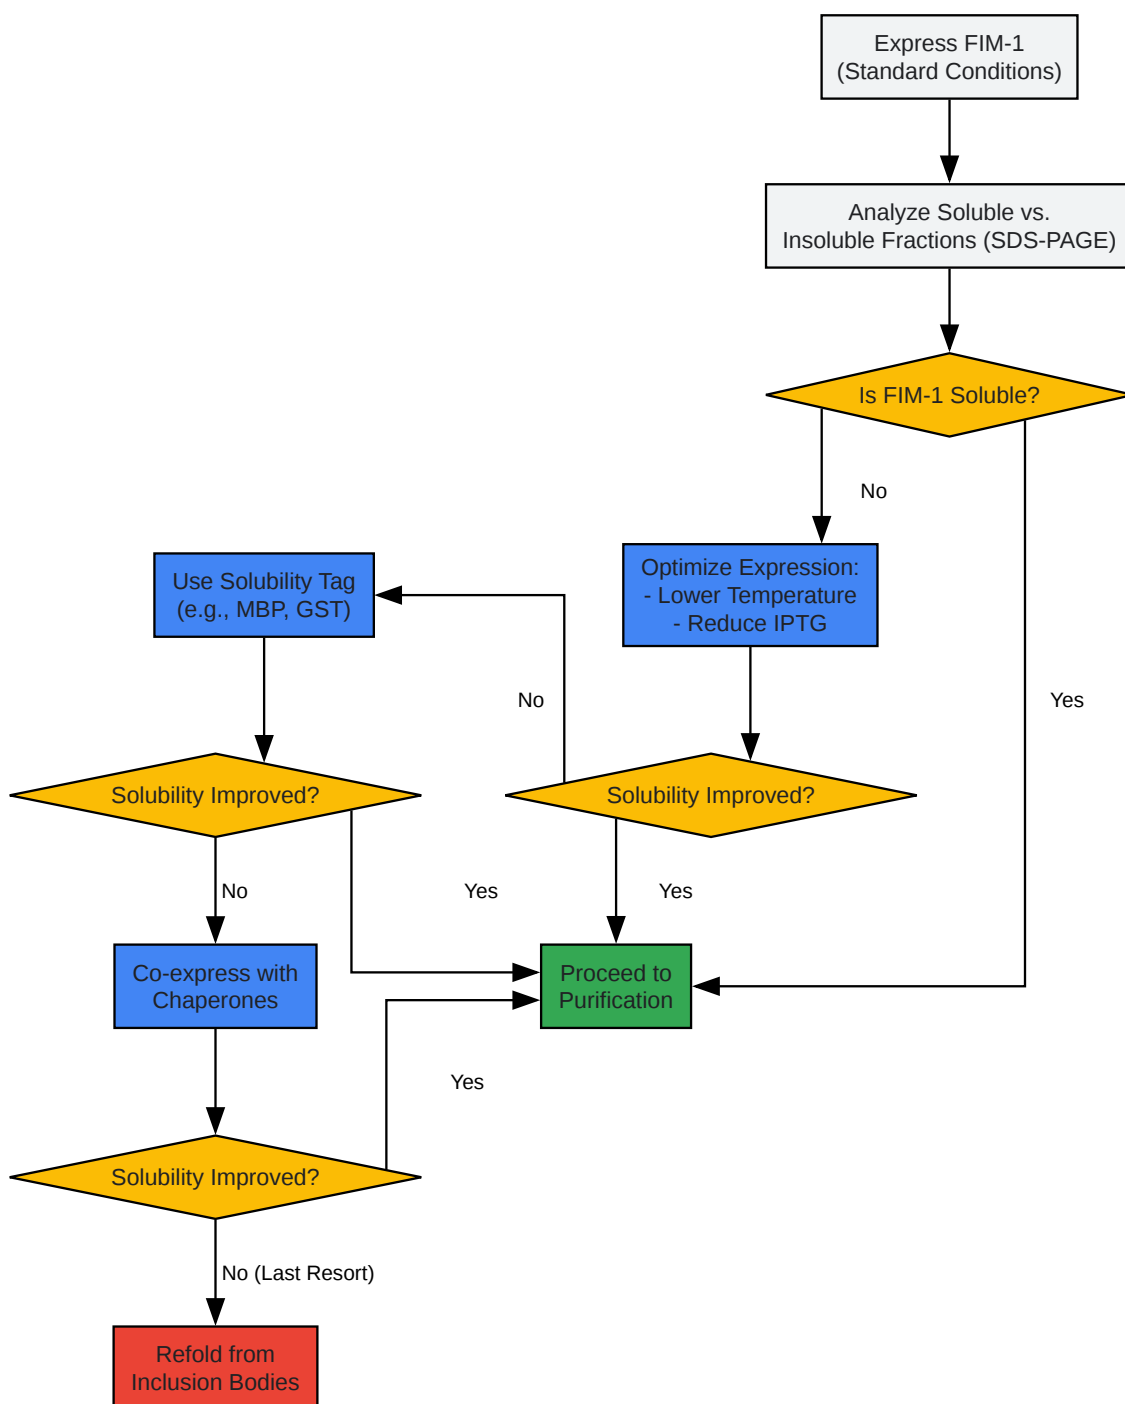 Express FIM-1
(Standard Conditions)
Analyze Soluble vs.
Insoluble Fractions (SDS-PAGE)
Is FIM-1 Soluble?
No
Yes
Optimize Expression:
- Lower Temperature
- Reduce IPTG
Use Solubility Tag
(e.g., MBP, GST)
No
Solubility Improved?
Solubility Improved?
No
Yes
Yes
Co-express with
Chaperones
Proceed to
Purification
Yes
Solubility Improved?
No (Last Resort)
Refold from
Inclusion Bodies